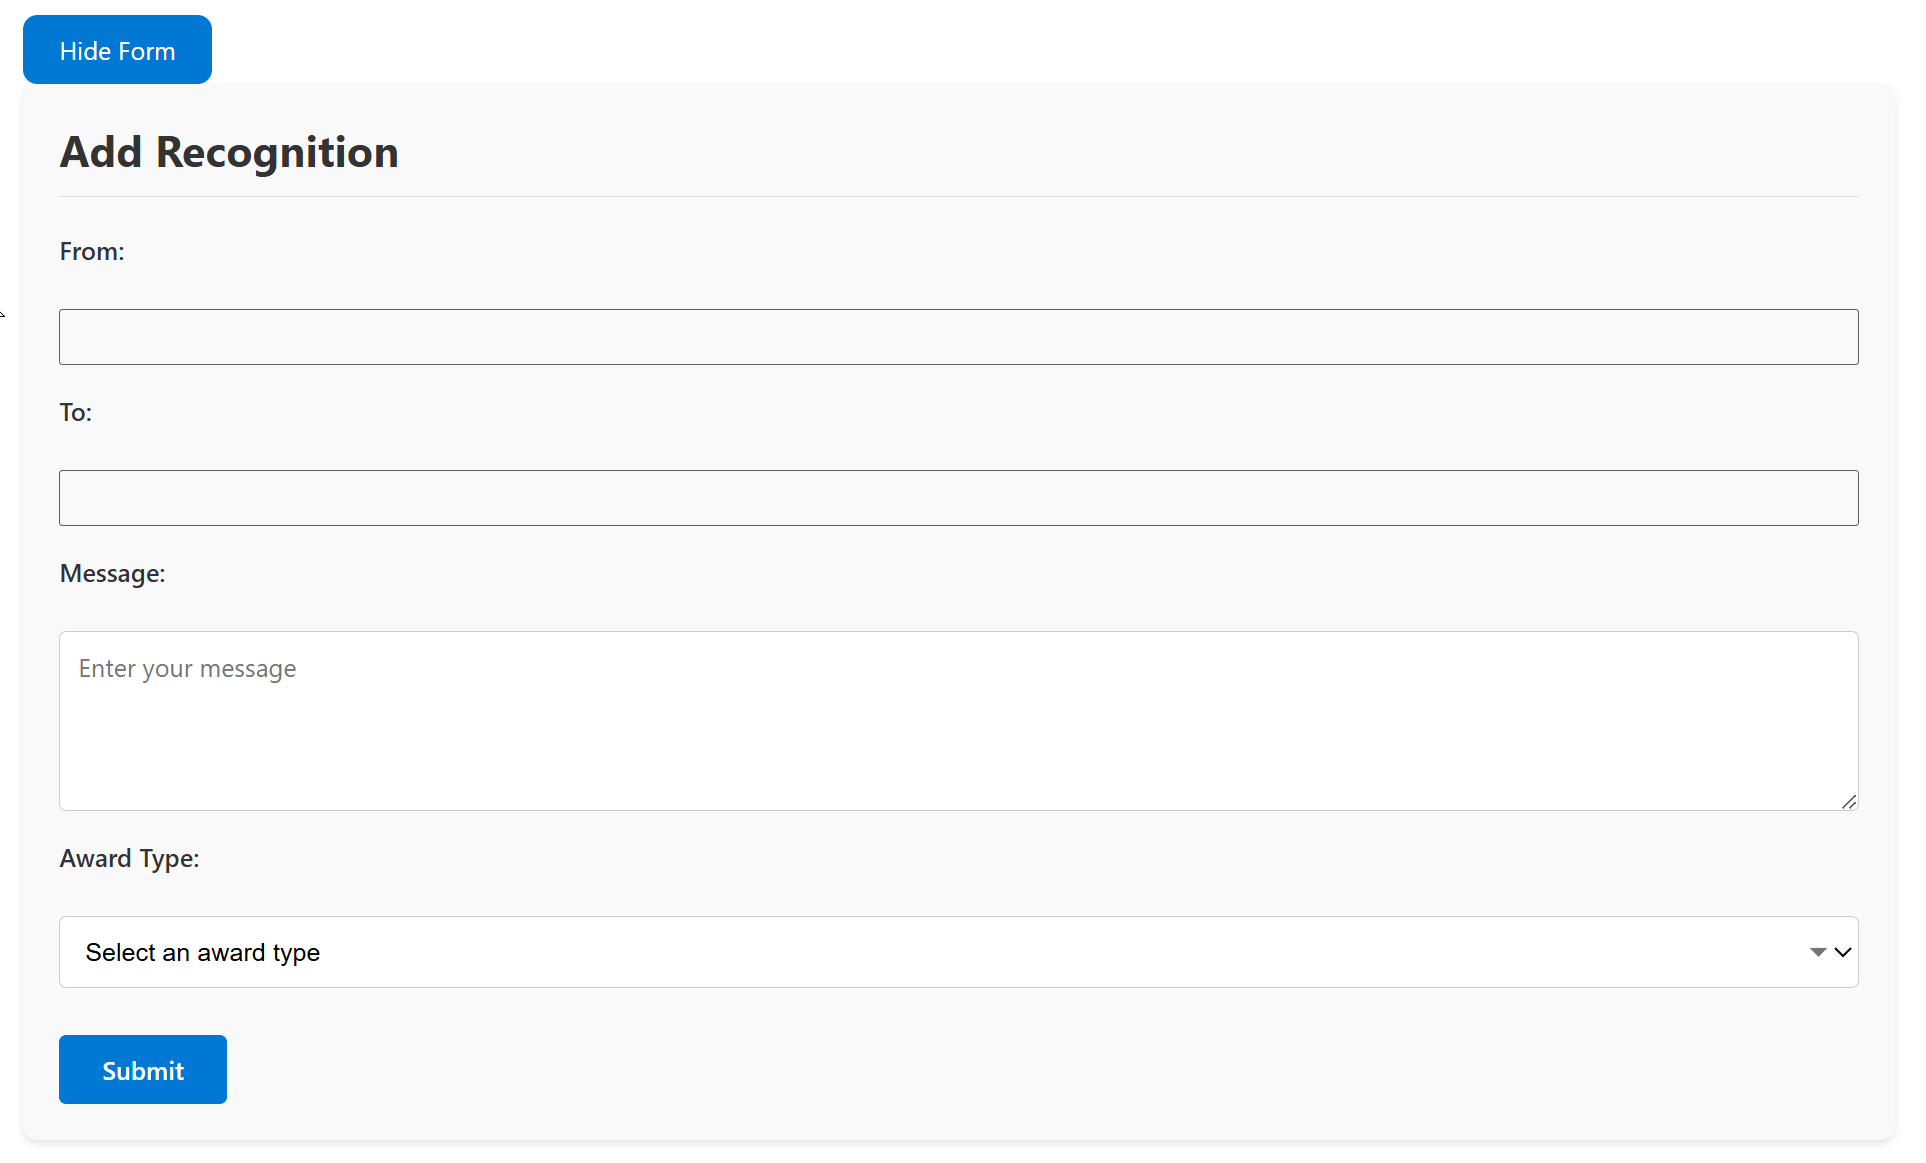 Hide Form
Add Recognition
From:
To:
Message:
Enter your message
Award Type:
Select an award type
Submit